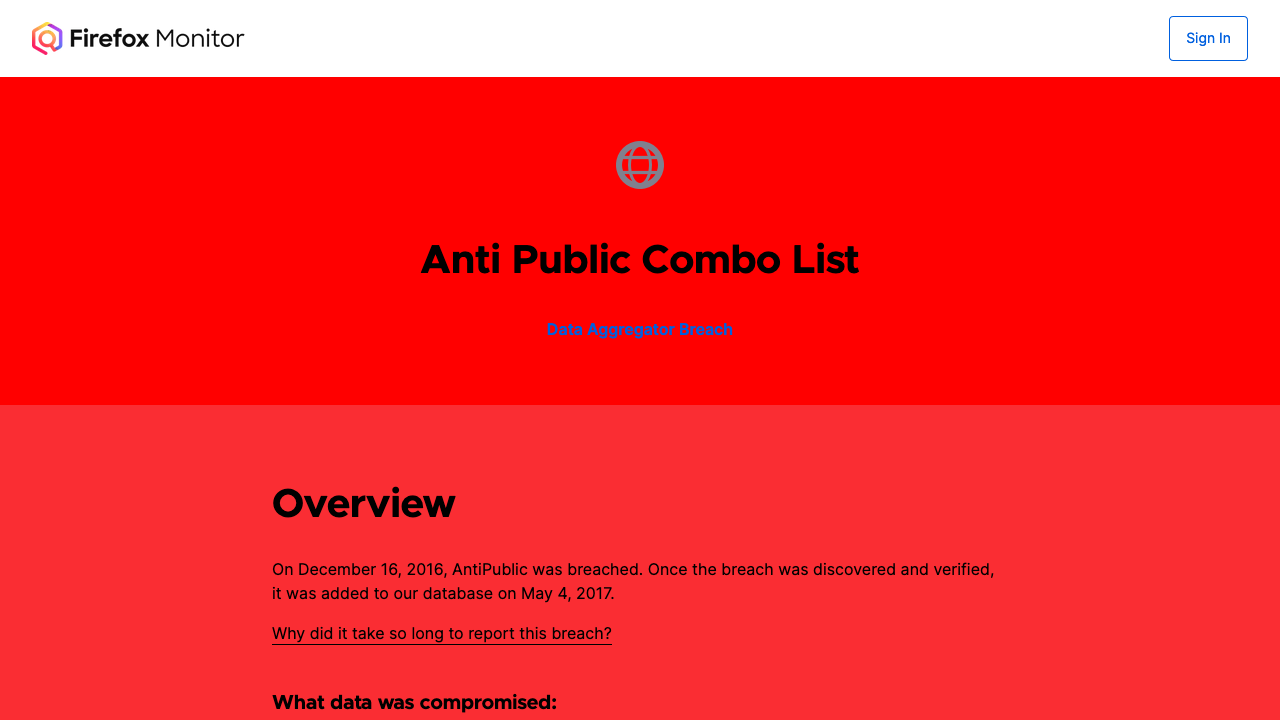 Firefox Monitor
Sign In
Anti Public Combo List
Data Aggregator Breach
Overview
On December 16, 2016, AntiPublic was breached. Once the breach was discovered and verified,
it was added to our database on May 4, 2017.
Why did it take so long to report this breach?
What data was compromised: